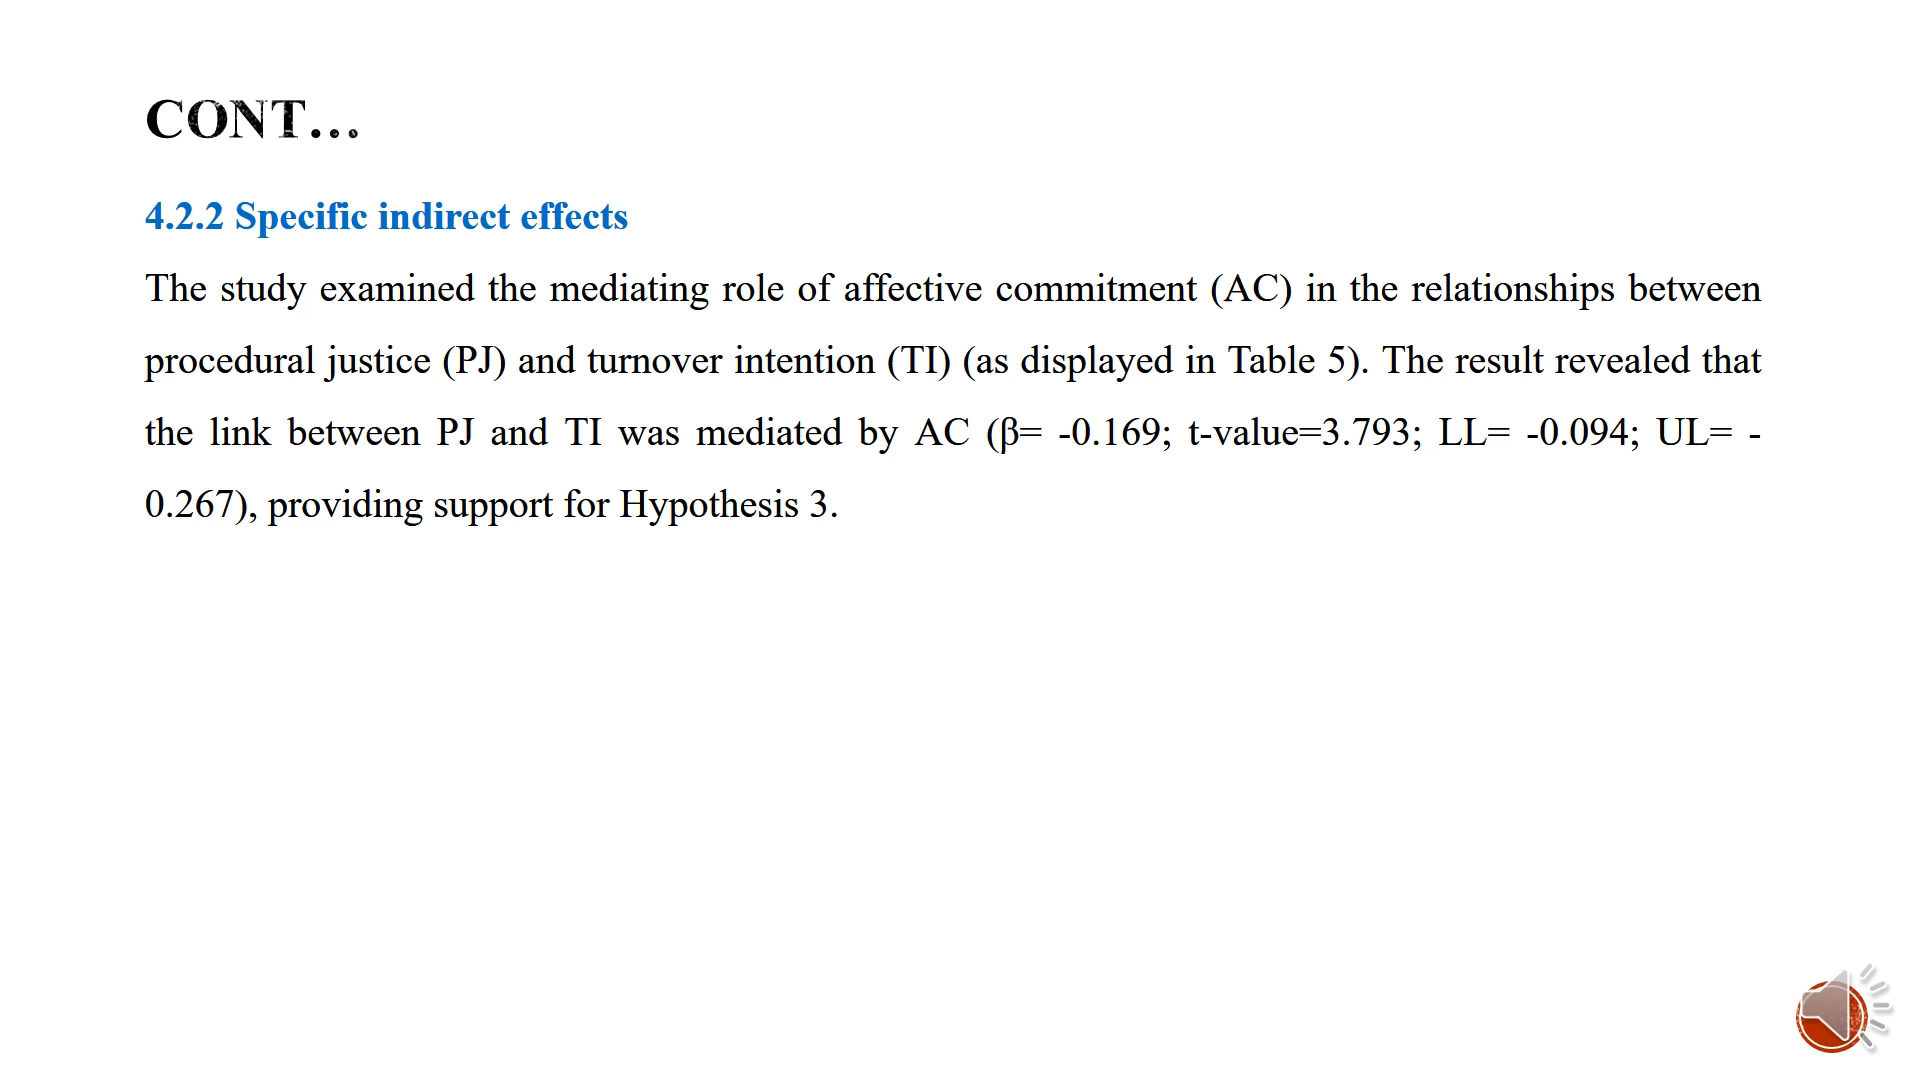 CONT…
4.2.2 Specific indirect effects
The study examined the mediating role of affective commitment (AC) in the relationships between
procedural justice (PJ) and turnover intention (TI) (as displayed in Table 5). The result revealed that
the link between PJ and TI was mediated by AC (β= -0.169; t-value=3.793; LL= -0.094; UL= -
0.267), providing support for Hypothesis 3.